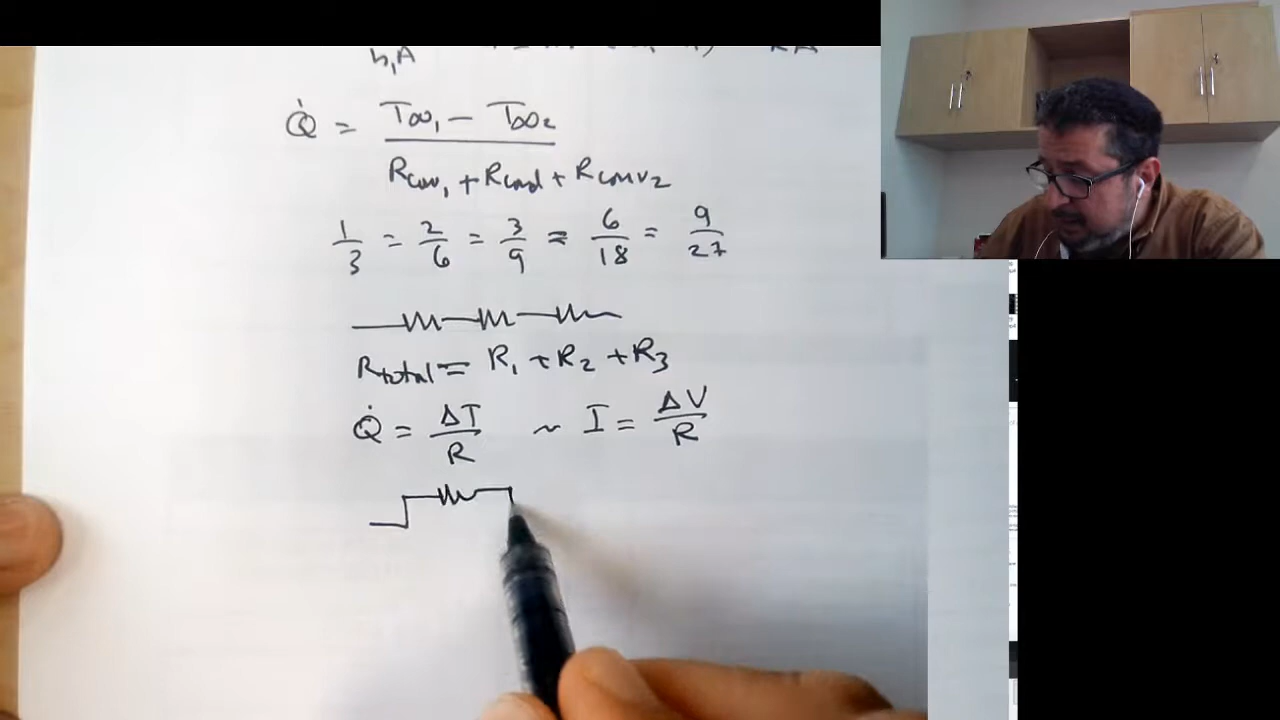 h₁A
Q̇ = T∞₁ - T∞₂ / Rconv₁ + Rcond + Rconv₂
1/3 = 2/6 = 3/9 = 6/18 = 9/27
Rtotal = R₁ + R₂ + R₃
Q̇ = ΔT/R ~ I = ΔV/R